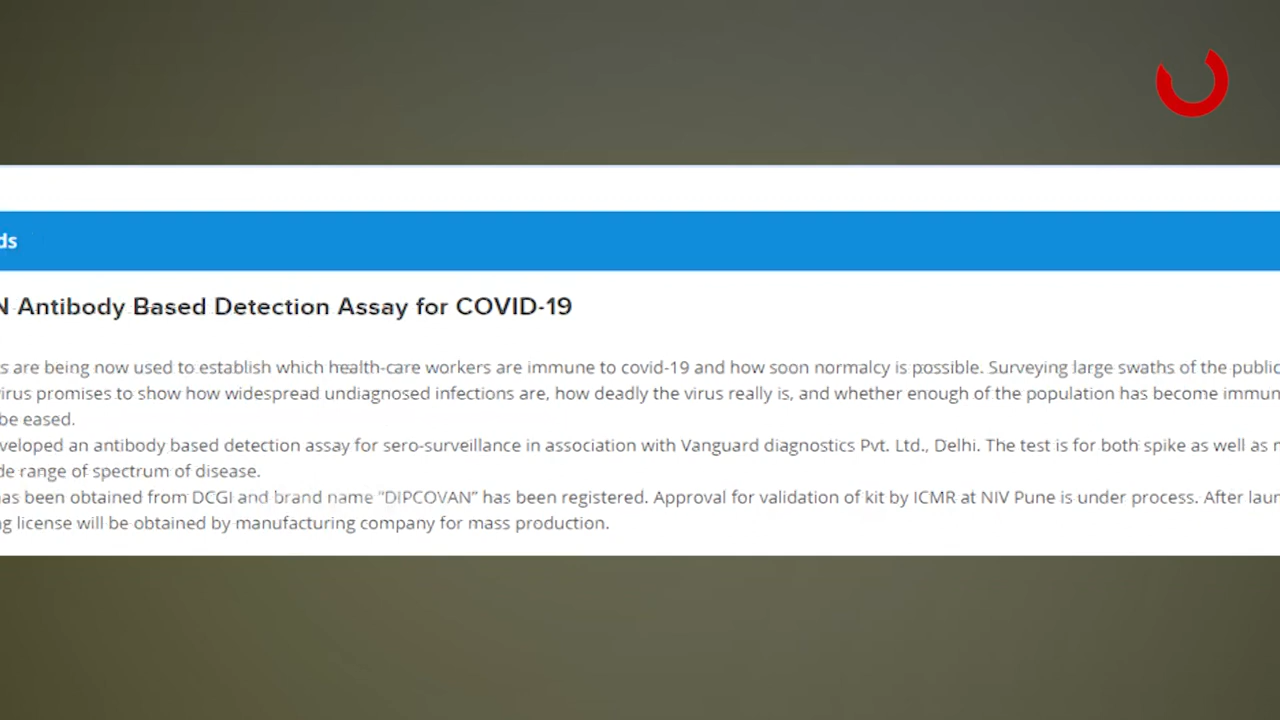 ds
N Antibody Based Detection Assay for COVID-19
s are being now used to establish which health-care workers are immune to covid-19 and how soon normalcy is possible. Surveying large swaths of the public
virus promises to show how widespread undiagnosed infections are, how deadly the virus really is, and whether enough of the population has become immun
be eased.
veloped an antibody based detection assay for sero-surveillance in association with Vanguard diagnostics Pvt. Ltd., Delhi. The test is for both spike as well as n
de range of spectrum of disease.
has been obtained from DCGI and brand name “DIPCOVAN” has been registered. Approval for validation of kit by ICMR at NIV Pune is under process. After laun
ng license will be obtained by manufacturing company for mass production.